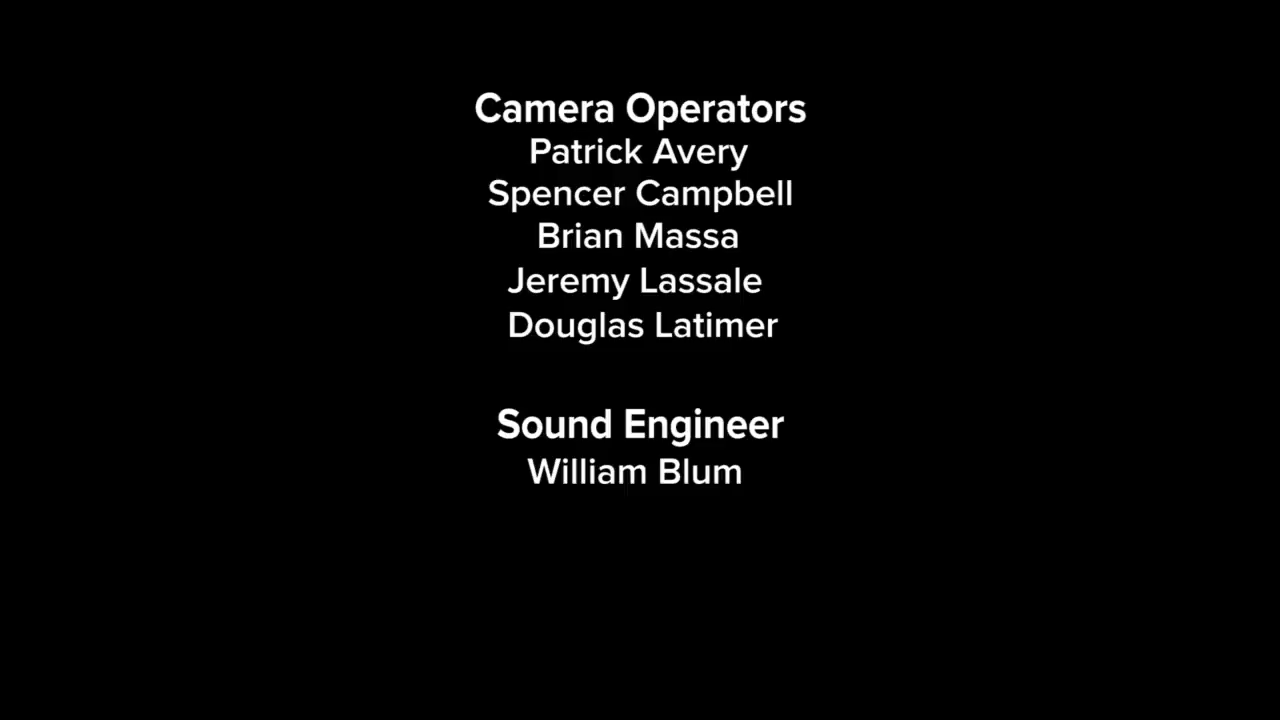 Camera Operators
Patrick Avery
Spencer Campbell
Brian Massa
Jeremy Lassale
Douglas Latimer
Sound Engineer
William Blum